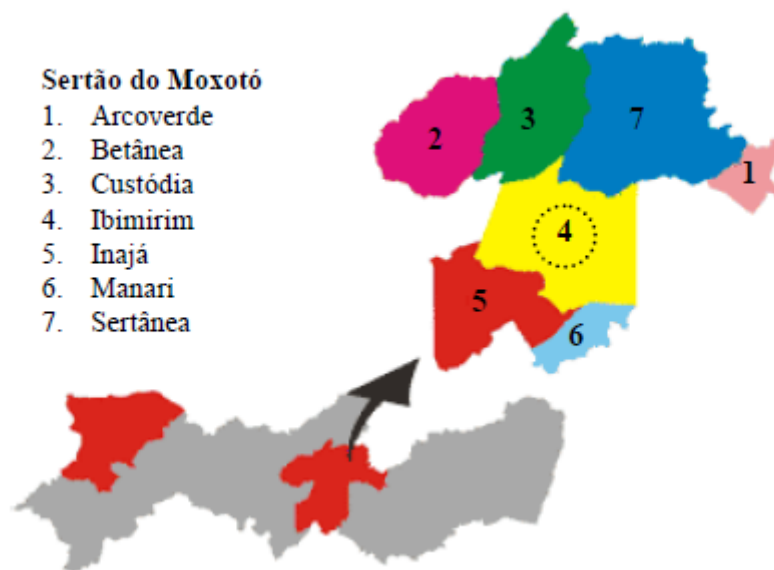 Sertão do Moxotó
1. Arcoverde
2. Betânea
3. Custódia
4. Ibimirim
5. Inajá
6. Manari
7. Sertânea
3
7
2
1
4
5
6